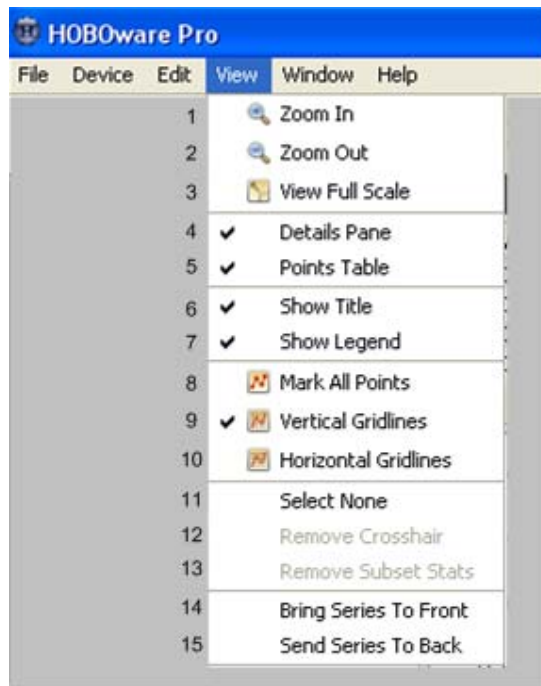 HOBOware Pro
File Device Edit View Window Help
1 Zoom In
2 Zoom Out
3 View Full Scale
4 Details Pane
5 Points Table
6 Show Title
7 Show Legend
8 Mark All Points
9 Vertical Gridlines
10 Horizontal Gridlines
11 Select None
12 Remove Crosshair
13 Remove Subset Stats
14 Bring Series To Front
15 Send Series To Back